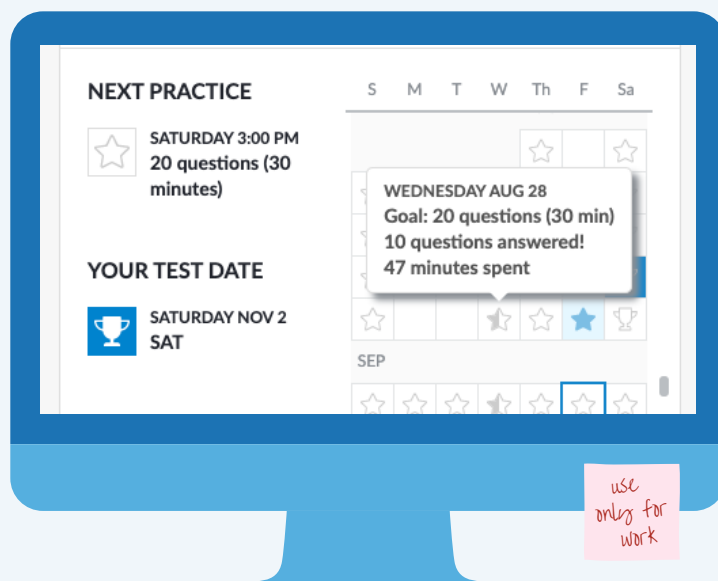 NEXT PRACTICE
SATURDAY 3:00 PM
20 questions (30
minutes)
YOUR TEST DATE
SATURDAY NOV 2
SAT
S M T W Th F Sa
WEDNESDAY AUG 28
Goal: 20 questions (30 min)
10 questions answered!
47 minutes spent
SEP
use
only for
work